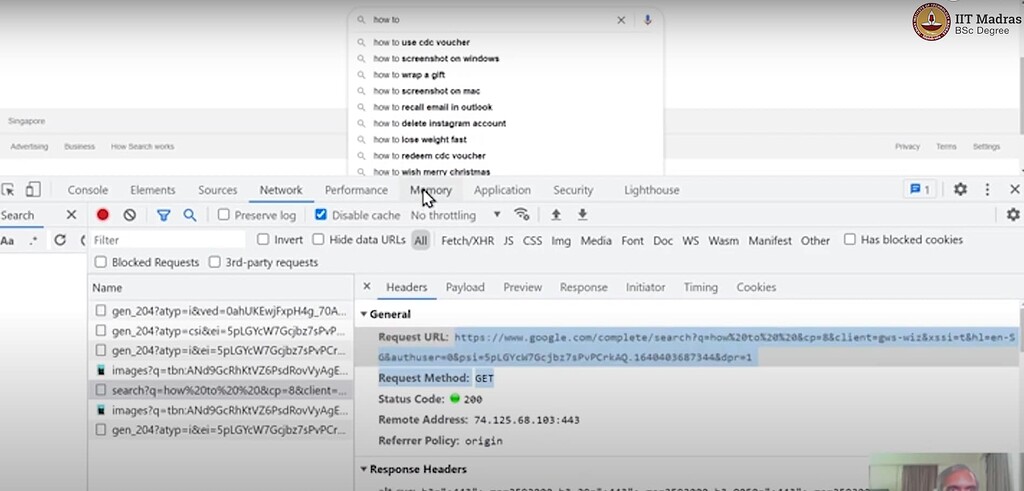 IIT Madras
BSc Degree
how to
how to use cdc voucher
how to screenshot on windows
how to wrap a gift
how to screenshot on mac
how to recall email in outlook
how to delete instagram account
how to lose weight fast
how to redeem cdc voucher
how to wish merry christmas
Singapore
Advertising Business How Search works Privacy Terms Settings
Console Elements Sources Network Performance Memory Application Security Lighthouse 1
Search Preserve log Disable cache No throttling
Aa .* Filter Invert Hide data URLs All Fetch/XHR JS CSS Img Media Font Doc WS Wasm Manifest Other Has blocked cookies
Blocked Requests 3rd-party requests
Name
gen_204?atyp=i&ved=0ahUKEwjFxpH4g_70A...
gen_204?atyp=csi&ei=5pLGYcW7Gcjbz7sPvP...
gen_204?atyp=i&ei=5pLGYcW7Gcjbz7sPvPCr...
images?q=tbn:ANd9GcRhKtVZ6PsdRovVyAgE...
search?q=how%20to%20%20&cp=8&client=...
images?q=tbn:ANd9GcRhKtVZ6PsdRovVyAgE...
gen_204?atyp=i&ei=5pLGYcW7Gcjbz7sPvPCr...
Headers Payload Preview Response Initiator Timing Cookies
General
Request URL: https://www.google.com/complete/search?q=how%20to%20%20&cp=8&client=gws-wiz&xssi=t&hl=en-S
G&authuser=0&psi=5pLGYcW7Gcjbz7sPvPCrkAQ.1640403687344&dpr=1
Request Method: GET
Status Code: 200
Remote Address: 74.125.68.103:443
Referrer Policy: origin
Response Headers